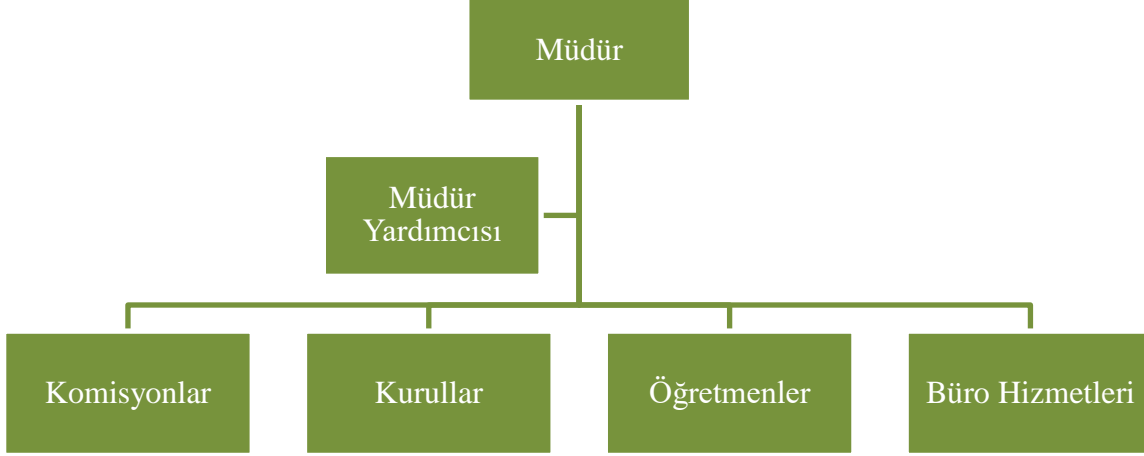 Müdür
Müdür
Yardımcısı
Komisyonlar
Kurullar
Öğretmenler
Büro Hizmetleri